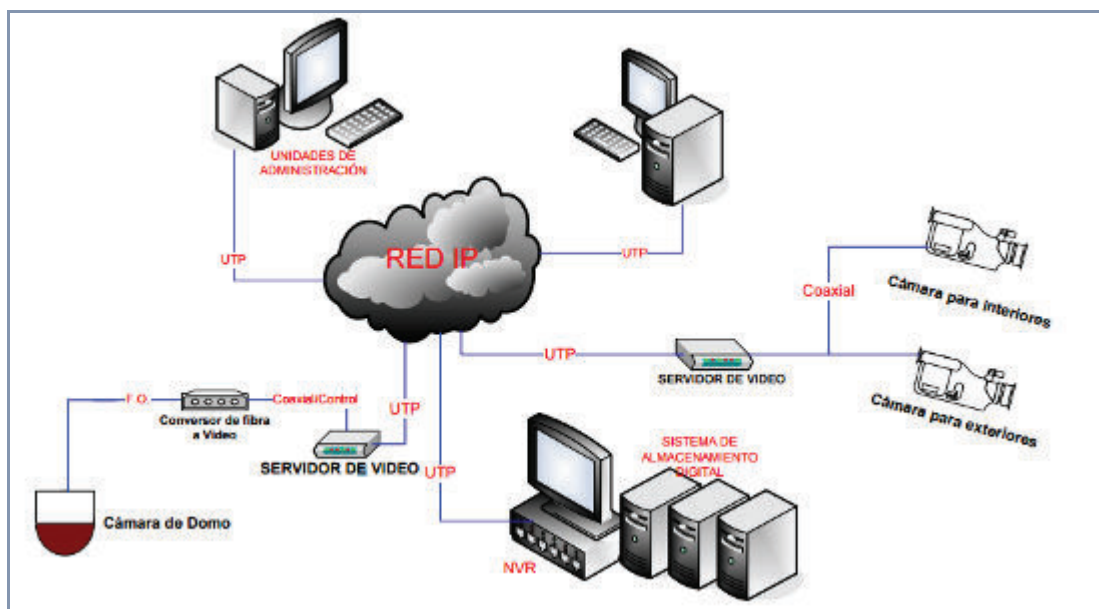 UNIDADES DE
ADMINISTRACIÓN
UTP
RED IP
UTP
Coaxial
Cámara para interiores
UTP
SERVIDOR DE VIDEO
Cámara para exteriores
F.O.
Conversor de fibra
a Video
Coaxial/Control
UTP
SERVIDOR DE VIDEO
UTP
SISTEMA DE
ALMACENAMIENTO
DIGITAL
Cámara de Domo
NVR